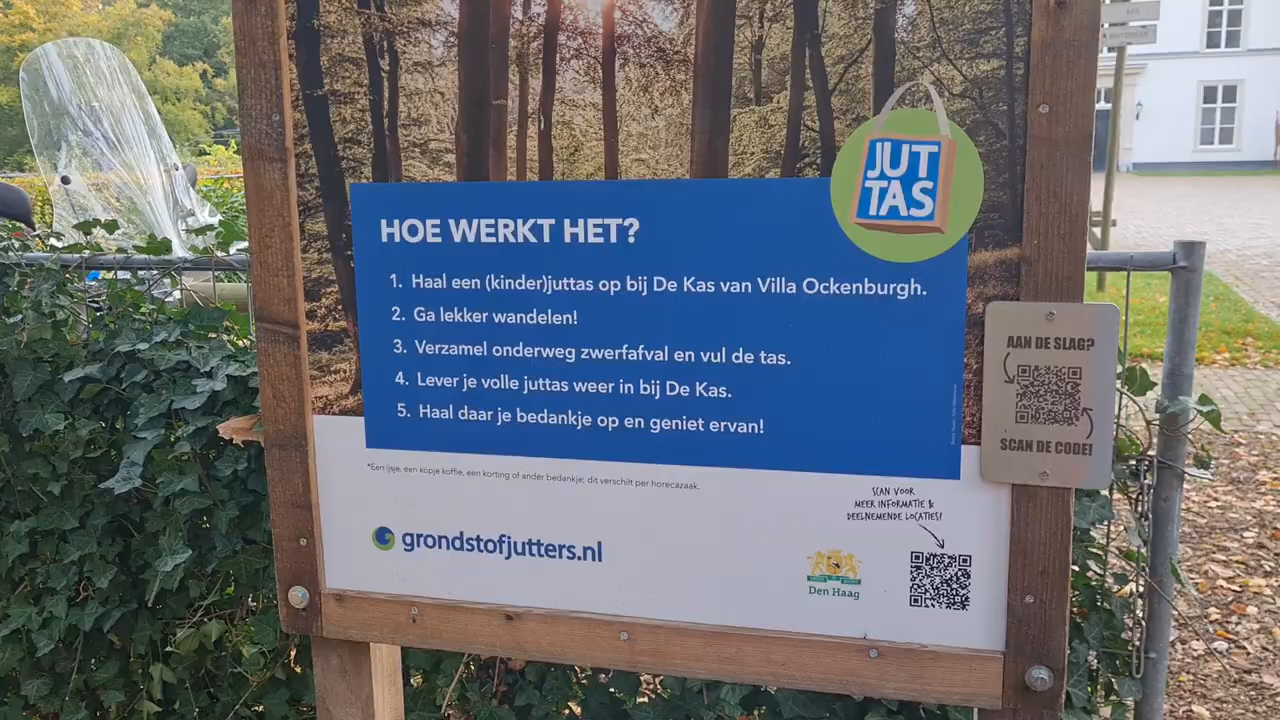 KAS
JUT
TAS
HOE WERKT HET?
1. Haal een (kinder)juttas op bij De Kas van Villa Ockenburgh.
2. Ga lekker wandelen!
3. Verzamel onderweg zwerfafval en vul de tas.
4. Lever je volle juttas weer in bij De Kas.
5. Haal daar je bedankje op en geniet ervan!
AAN DE SLAG?
SCAN DE CODE!
*Een ijsje, een kopje koffie, een korting of ander bedankje; dit verschilt per horecazaak.
SCAN VOOR
MEER INFORMATIE &
DEELNEMENDE LOCATIES!
grondstofjutters.nl
Den Haag